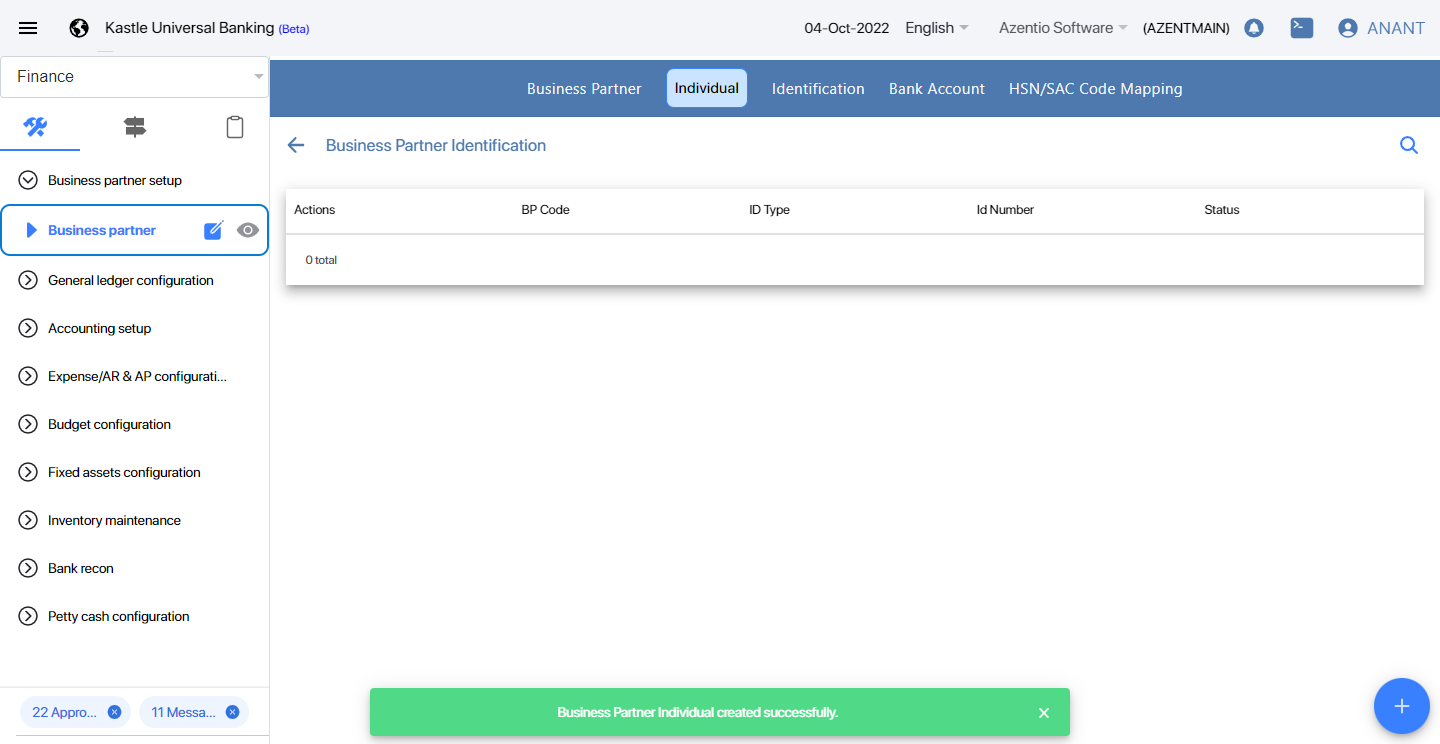 Kastle Universal Banking (Beta)
04-Oct-2022 English Azentio Software (AZENTMAIN) ANANT
Finance
Business Partner Individual Identification Bank Account HSN/SAC Code Mapping
Business Partner Identification
Business partner setup
Business partner
General ledger configuration
Accounting setup
Expense/AR & AP configurati...
Budget configuration
Fixed assets configuration
Inventory maintenance
Bank recon
Petty cash configuration
Actions BP Code ID Type Id Number Status
0 total
22 Appro... 11 Messa...
Business Partner Individual created successfully.